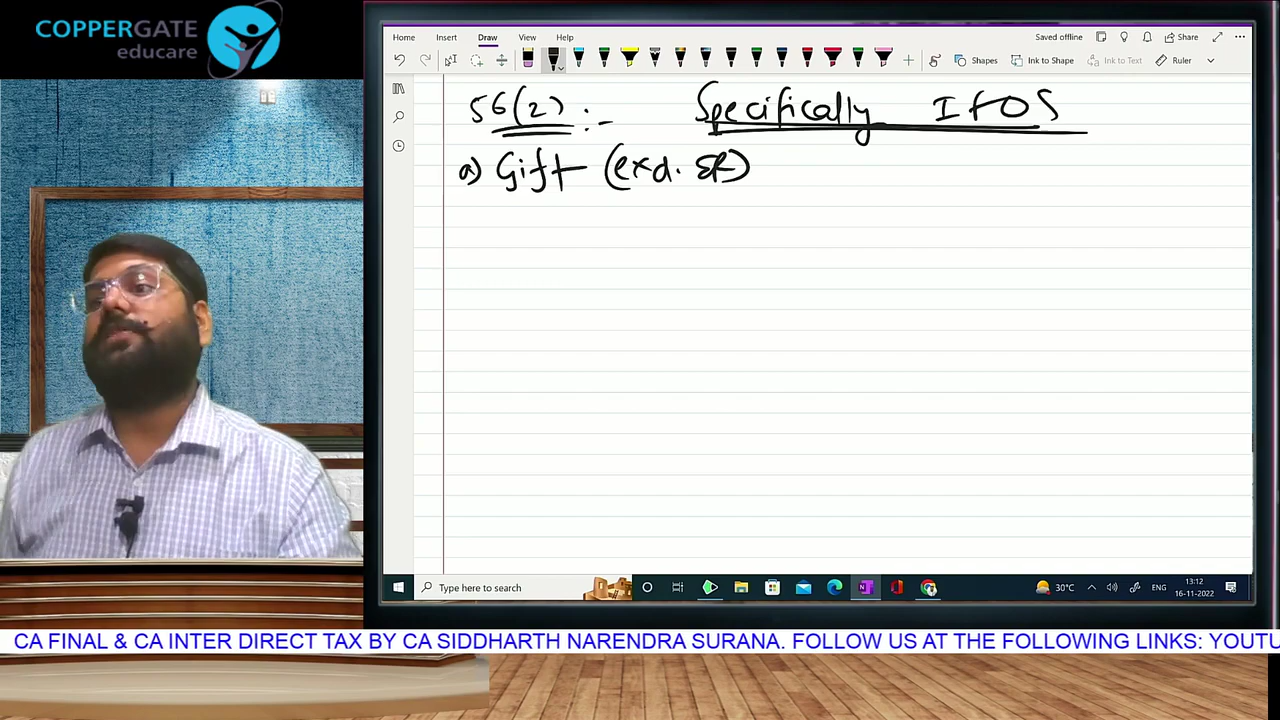 COPPERGATE
educare
Home Insert Draw View Help
Saved offline Share
Shapes Ink to Shape Ink to Text Ruler
56(2) :- Specifically IFOS
a) Gift (excl.
Type here to search
30°C ENG 13:12
16-11-2022
CA FINAL & CA INTER DIRECT TAX BY CA SIDDHARTH NARENDRA SURANA. FOLLOW US AT THE FOLLOWING LINKS: YOUTU